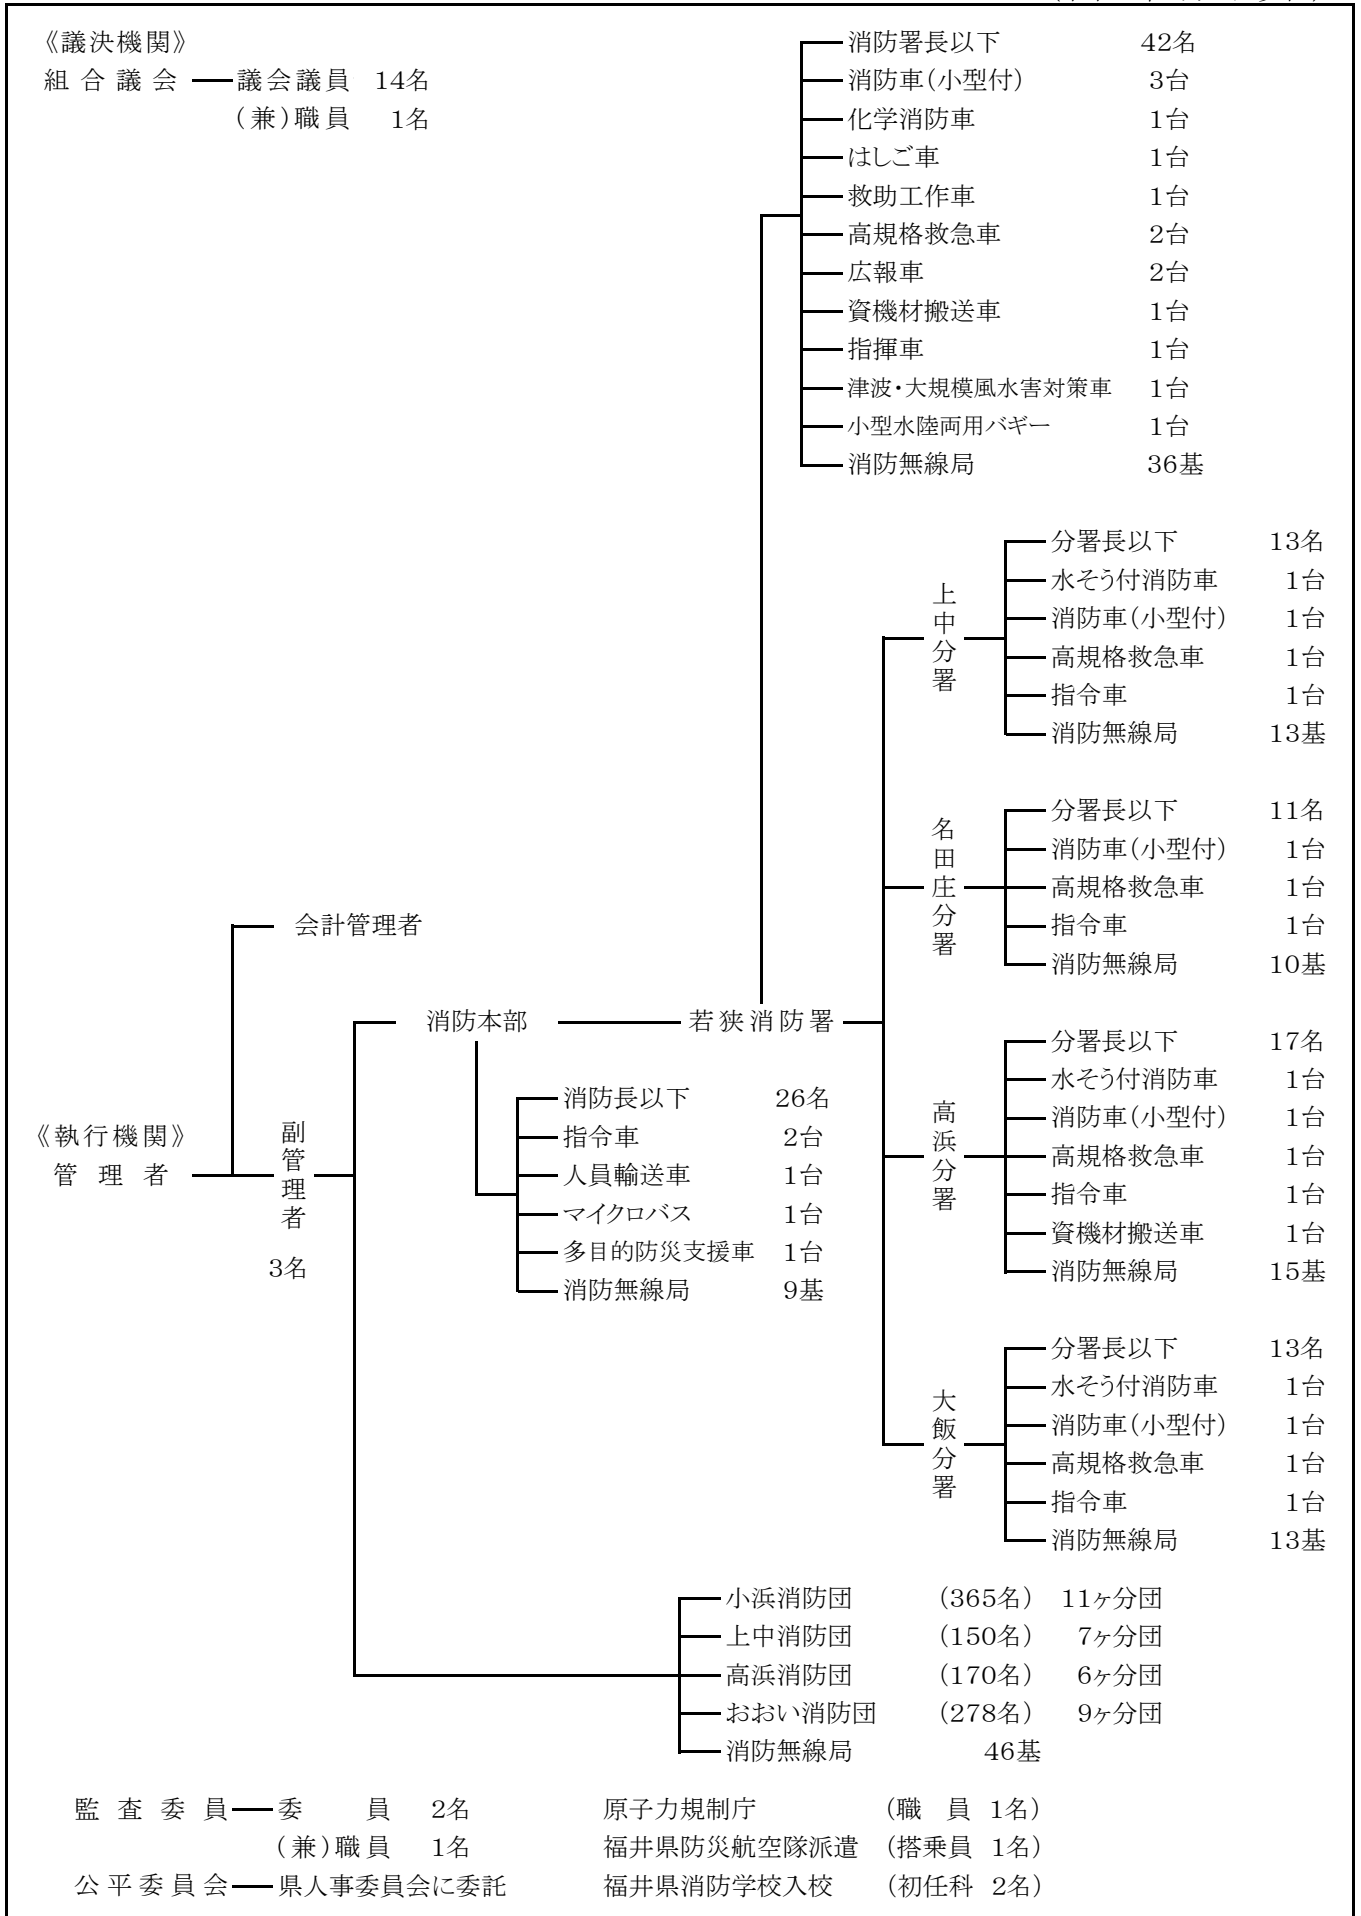 《議決機関》
組合議会 議会議員 14名
(兼)職員 1名
消防署長以下 42名
消防車(小型付) 3台
化学消防車 1台
はしご車 1台
救助工作車 1台
高規格救急車 2台
広報車 2台
資機材搬送車 1台
指揮車 1台
津波・大規模風水害対策車 1台
小型水陸両用バギー 1台
消防無線局 36基
上中分署
分署長以下 13名
水そう付消防車 1台
消防車(小型付) 1台
高規格救急車 1台
指令車 1台
消防無線局 13基
名田庄分署
分署長以下 11名
消防車(小型付) 1台
高規格救急車 1台
指令車 1台
消防無線局 10基
会計管理者
消防本部 若狭消防署
高浜分署
分署長以下 17名
水そう付消防車 1台
消防車(小型付) 1台
高規格救急車 1台
指令車 1台
資機材搬送車 1台
消防無線局 15基
消防長以下 26名
指令車 2台
人員輸送車 1台
マイクロバス 1台
多目的防災支援車 1台
消防無線局 9基
《執行機関》
管理者
副管理者
3名
大飯分署
分署長以下 13名
水そう付消防車 1台
消防車(小型付) 1台
高規格救急車 1台
指令車 1台
消防無線局 13基
小浜消防団 (365名) 11ヶ分団
上中消防団 (150名) 7ヶ分団
高浜消防団 (170名) 6ヶ分団
おおい消防団 (278名) 9ヶ分団
消防無線局 46基
監査委員 委員 2名
(兼)職員 1名
公平委員会 県人事委員会に委託
原子力規制庁 (職員 1名)
福井県防災航空隊派遣 (搭乗員 1名)
福井県消防学校入校 (初任科 2名)